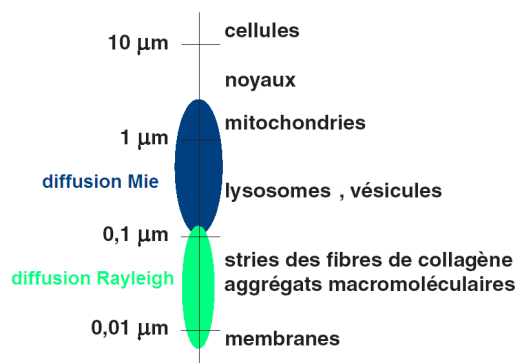 cellules
10 µm
noyaux
mitochondries
1 µm
diffusion Mie
lysosomes , vésicules
0,1 µm
stries des fibres de collagène
diffusion Rayleigh
aggrégats macromoléculaires
0,01 µm
membranes